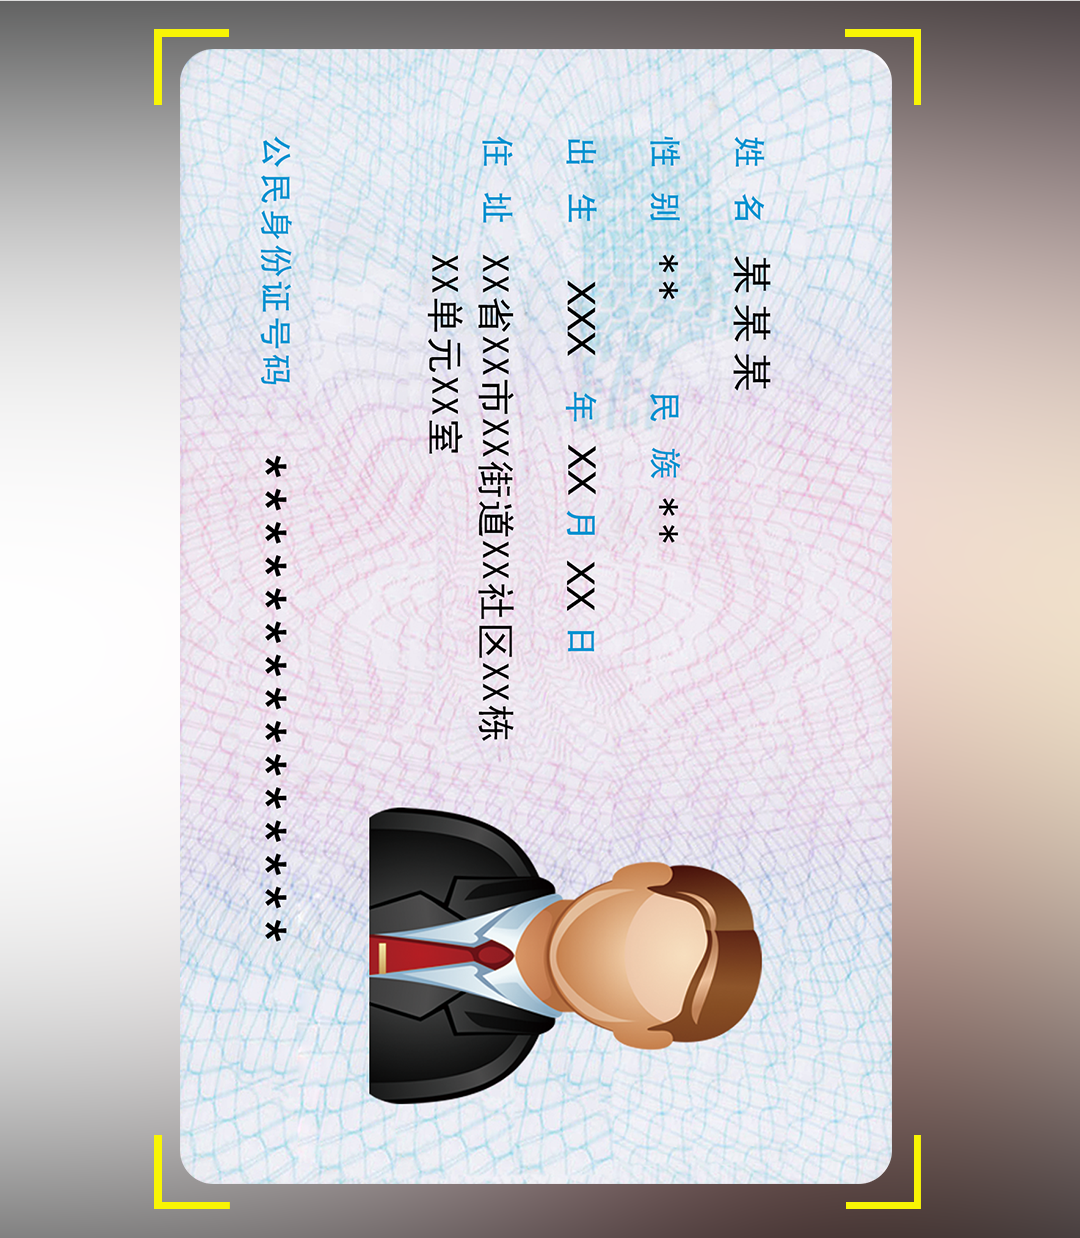 姓名 某某某
性别 ** 民族 **
出生 XXX 年 XX 月 XX 日
住址 XX省XX市XX街道XX社区XX栋
XX单元XX室
公民身份证号码 ***************